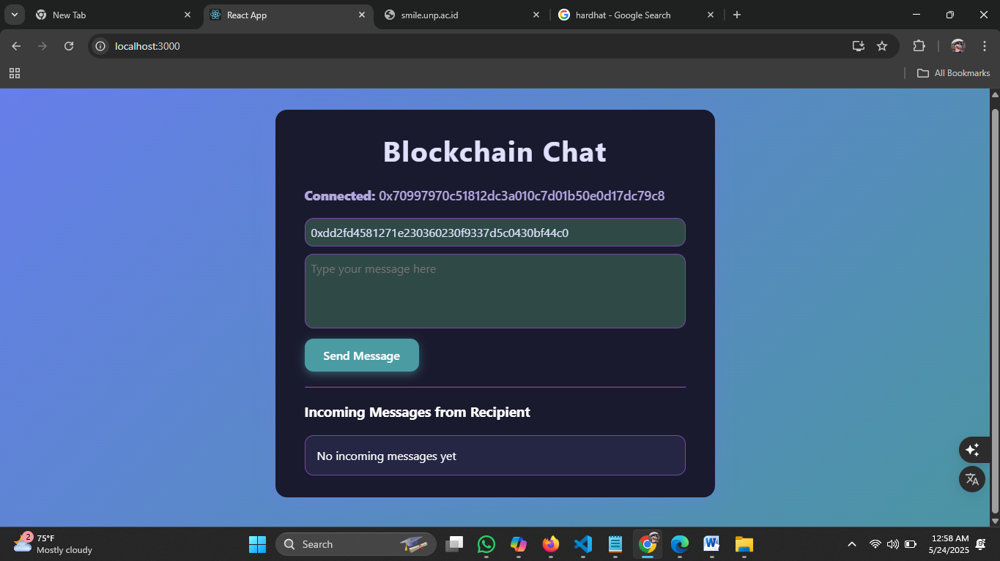 New Tab
React App
smile.unp.ac.id
hardhat - Google Search
localhost:3000
All Bookmarks
Blockchain Chat
Connected: 0x70997970c51812dc3a010c7d01b50e0d17dc79c8
0xdd2fd4581271e230360230f9337d5c0430bf44c0
Type your message here
Send Message
Incoming Messages from Recipient
No incoming messages yet
2
75°F
Mostly cloudy
Search
12:58 AM
5/24/2025